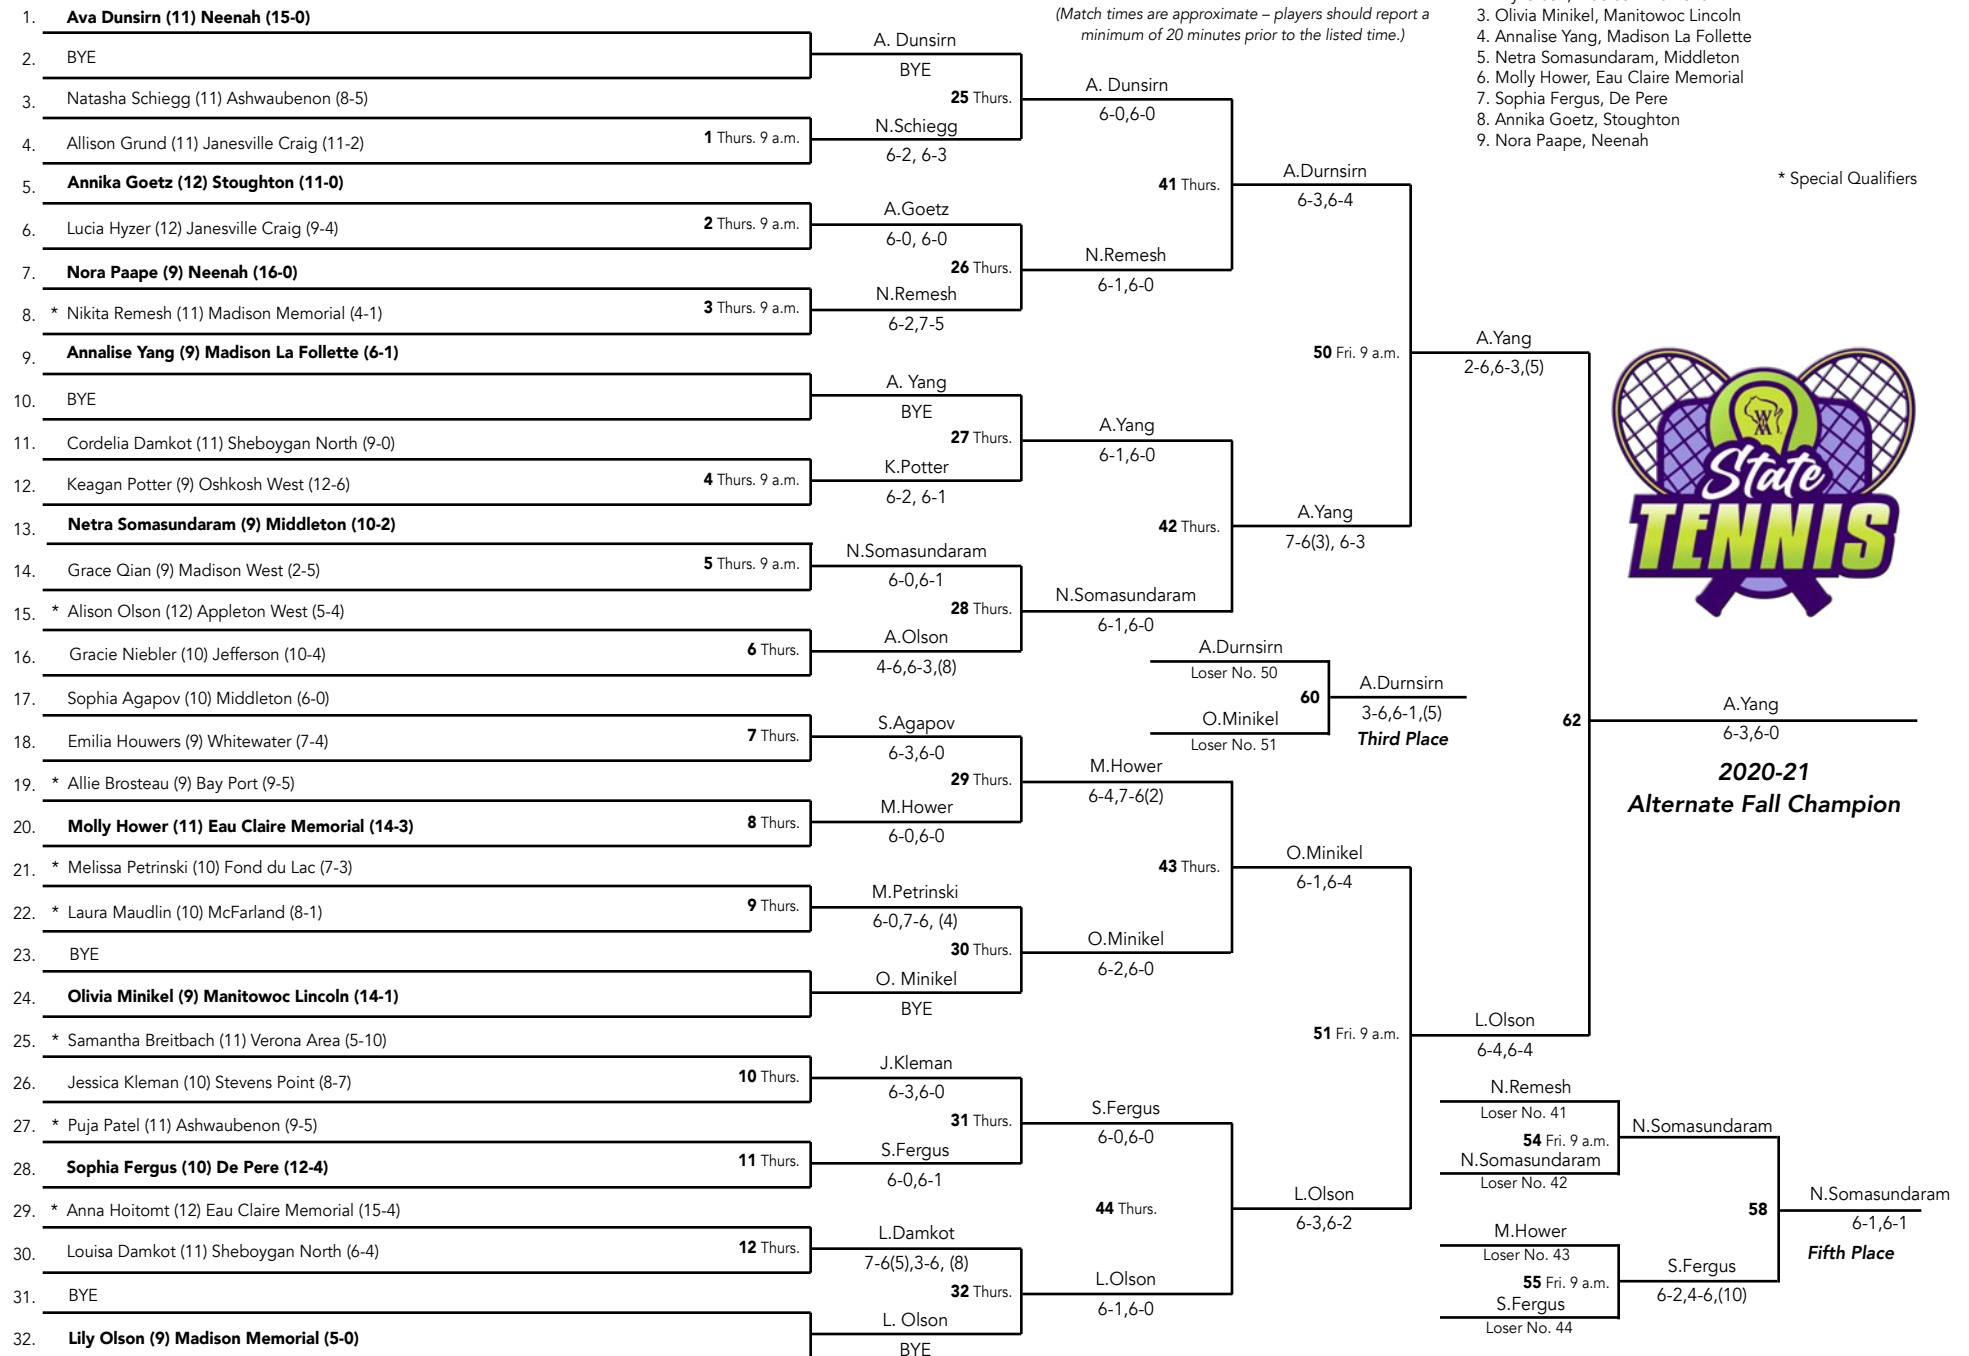 1. Ava Dunsirn (11) Neenah (15-0)
2. BYE
3. Natasha Schiegg (11) Ashwaubenon (8-5)
4. Allison Grund (11) Janesville Craig (11-2)
1 Thurs. 9 a.m.
5. Annika Goetz (12) Stoughton (11-0)
6. Lucia Hyzer (12) Janesville Craig (9-4)
2 Thurs. 9 a.m.
7. Nora Paape (9) Neenah (16-0)
8. * Nikita Remesh (11) Madison Memorial (4-1)
3 Thurs. 9 a.m.
9. Annalise Yang (9) Madison La Follette (6-1)
10. BYE
11. Cordelia Damkot (11) Sheboygan North (9-0)
12. Keagan Potter (9) Oshkosh West (12-6)
4 Thurs. 9 a.m.
13. Netra Somasundaram (9) Middleton (10-2)
14. Grace Qian (9) Madison West (2-5)
5 Thurs. 9 a.m.
15. * Alison Olson (12) Appleton West (5-4)
16. Gracie Niebler (10) Jefferson (10-4)
6 Thurs.
17. Sophia Agapov (10) Middleton (6-0)
18. Emilia Houwers (9) Whitewater (7-4)
7 Thurs.
19. * Allie Brosteau (9) Bay Port (9-5)
20. Molly Hower (11) Eau Claire Memorial (14-3)
8 Thurs.
21. * Melissa Petrinski (10) Fond du Lac (7-3)
22. * Laura Maudlin (10) McFarland (8-1)
9 Thurs.
23. BYE
24. Olivia Minikel (9) Manitowoc Lincoln (14-1)
25. * Samantha Breitbach (11) Verona Area (5-10)
26. Jessica Kleman (10) Stevens Point (8-7)
10 Thurs.
27. * Puja Patel (11) Ashwaubenon (9-5)
28. Sophia Fergus (10) De Pere (12-4)
11 Thurs.
29. * Anna Hoitomt (12) Eau Claire Memorial (15-4)
30. Louisa Damkot (11) Sheboygan North (6-4)
12 Thurs.
31. BYE
32. Lily Olson (9) Madison Memorial (5-0)
A. Dunsirn
BYE
25 Thurs.
N.Schiegg
6-2, 6-3
A.Goetz
6-0, 6-0
26 Thurs.
N.Remesh
6-2,7-5
A. Yang
BYE
27 Thurs.
K.Potter
6-2, 6-1
N.Somasundaram
6-0,6-1
28 Thurs.
A.Olson
4-6,6-3,(8)
S.Agapov
6-3,6-0
29 Thurs.
M.Hower
6-0,6-0
M.Petrinski
6-0,7-6, (4)
30 Thurs.
O. Minikel
BYE
J.Kleman
6-3,6-0
31 Thurs.
S.Fergus
6-0,6-1
L.Damkot
7-6(5),3-6, (8)
32 Thurs.
L. Olson
BYE
(Match times are approximate – players should report a
minimum of 20 minutes prior to the listed time.)
A. Dunsirn
6-0,6-0
41 Thurs.
N.Remesh
6-1,6-0
A.Yang
6-1,6-0
42 Thurs.
N.Somasundaram
6-1,6-0
M.Hower
6-4,7-6(2)
43 Thurs.
O.Minikel
6-2,6-0
S.Fergus
6-0,6-0
44 Thurs.
L.Olson
6-1,6-0
A.Durnsirn
6-3,6-4
50 Fri. 9 a.m.
A.Yang
7-6(3), 6-3
O.Minikel
6-1,6-4
51 Fri. 9 a.m.
L.Olson
6-3,6-2
A.Yang
2-6,6-3,(5)
62
L.Olson
6-4,6-4
A.Durnsirn
Loser No. 50
60
O.Minikel
Loser No. 51
A.Durnsirn
3-6,6-1,(5)
Third Place
A.Yang
6-3,6-0
2020-21
Alternate Fall Champion
N.Remesh
Loser No. 41
54 Fri. 9 a.m.
N.Somasundaram
Loser No. 42
N.Somasundaram
M.Hower
Loser No. 43
55 Fri. 9 a.m.
S.Fergus
Loser No. 44
S.Fergus
6-2,4-6,(10)
58
N.Somasundaram
6-1,6-1
Fifth Place
3. Olivia Minikel, Manitowoc Lincoln
4. Annalise Yang, Madison La Follette
5. Netra Somasundaram, Middleton
6. Molly Hower, Eau Claire Memorial
7. Sophia Fergus, De Pere
8. Annika Goetz, Stoughton
9. Nora Paape, Neenah
* Special Qualifiers
State
TENNIS